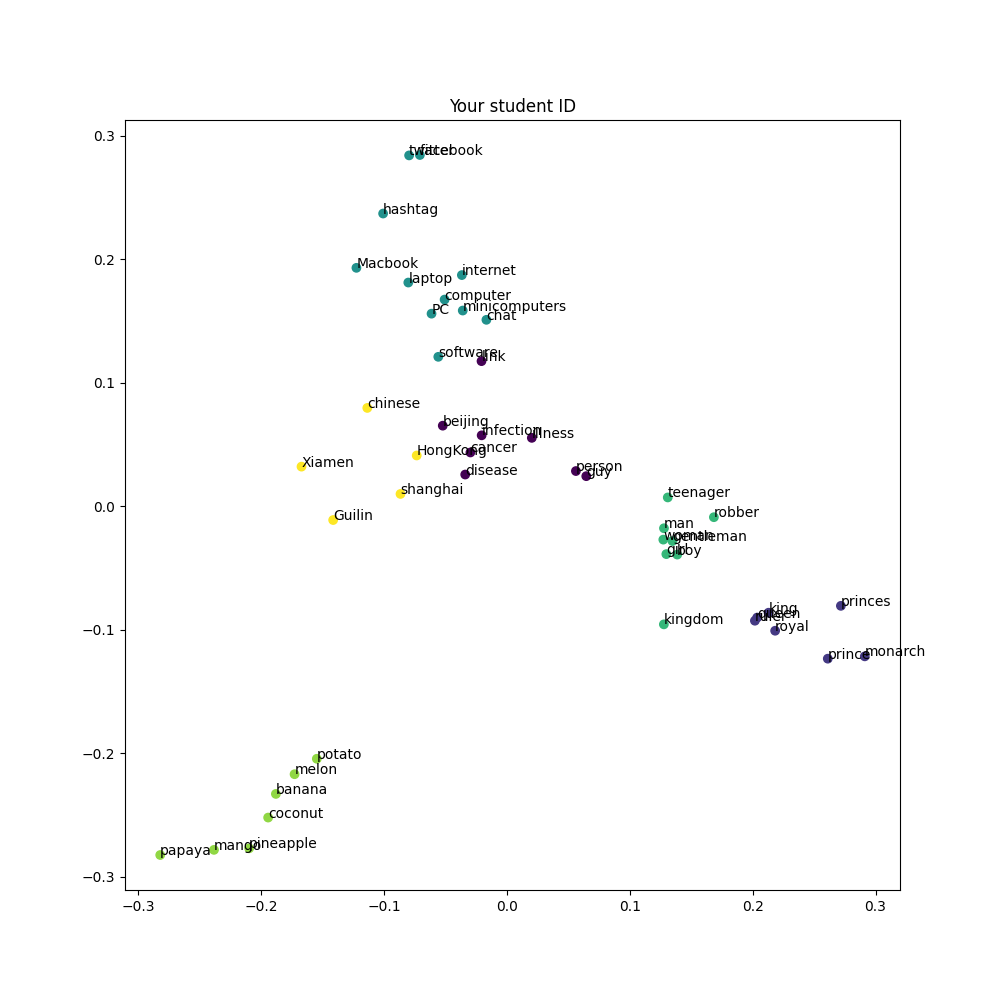 Your student ID
0.3
twitter
facebook
hashtag
0.2
Macbook
internet
laptop
computer
minicomputers
PC
chat
software
link
0.1
chinese
beijing
infection
illness
HongKong
cancer
Xiamen
disease
person
guy
shanghai
teenager
0.0
Guilin
robber
man
woman
gentleman
girl
boy
princes
−0.1
kingdom
king
queen
ruler
royal
prince
monarch
−0.2
potato
melon
banana
coconut
papaya
mango
pineapple
−0.3
−0.3 −0.2 −0.1 0.0 0.1 0.2 0.3